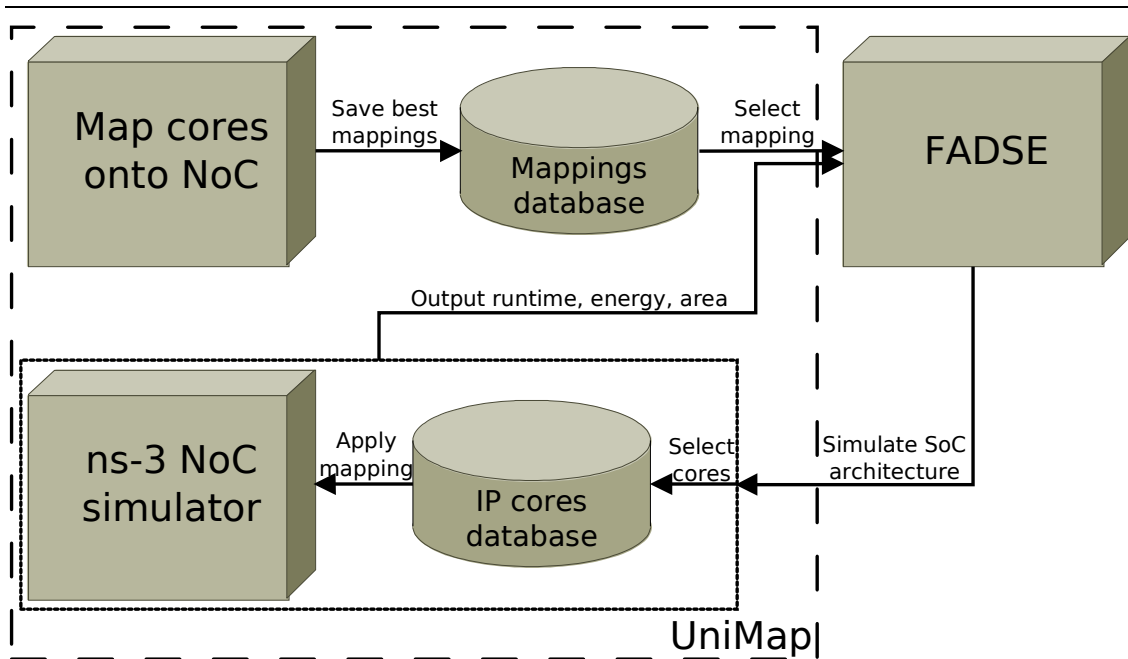 Map cores
onto NoC
Save best
mappings
Mappings
database
Select
mapping
FADSE
Output runtime, energy, area
ns-3 NoC
simulator
Apply
mapping
IP cores
database
Select
cores
Simulate SoC
architecture
UniMap